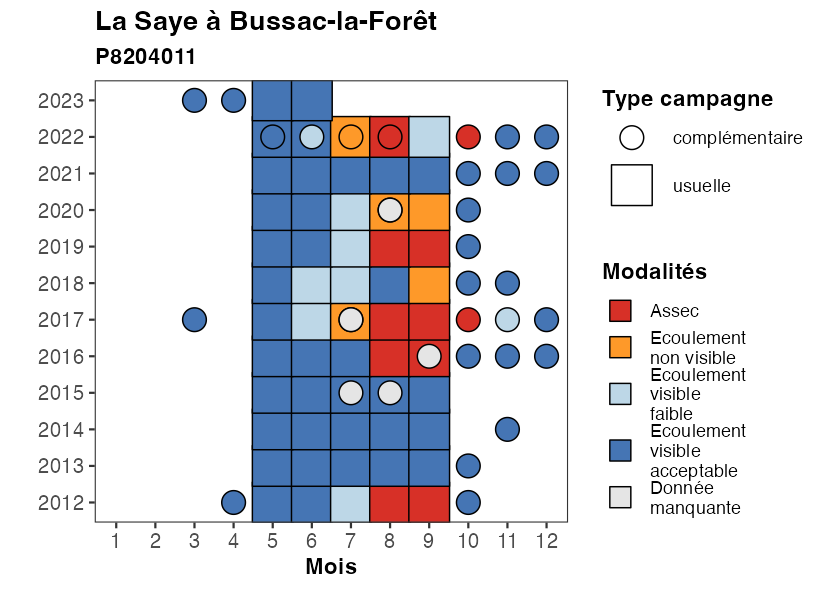 La Saye à Bussac-la-Forêt
P8204011
2023
2022
2021
2020
2019
2018
2017
2016
2015
2014
2013
2012
1 2 3 4 5 6 7 8 9 10 11 12
Mois
Type campagne
complémentaire
usuelle
Modalités
Assec
Ecoulement
non visible
Ecoulement
visible
faible
Ecoulement
visible
acceptable
Donnée
manquante